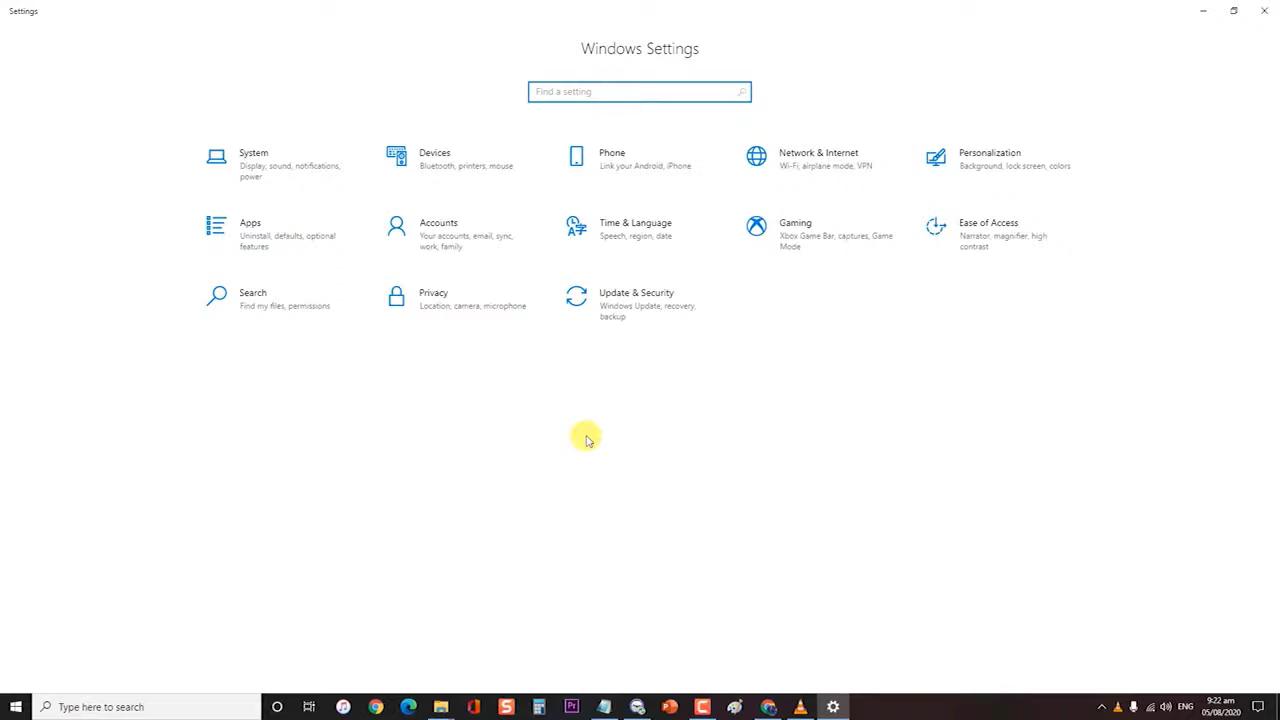 Settings
Windows Settings
Find a setting
System
Display, sound, notifications,
power
Devices
Bluetooth, printers, mouse
Phone
Link your Android, iPhone
Network & Internet
Wi-Fi, airplane mode, VPN
Personalization
Background, lock screen, colors
Apps
Uninstall, defaults, optional
features
Accounts
Your accounts, email, sync,
work, family
Time & Language
Speech, region, date
Gaming
Xbox Game Bar, captures, Game
Mode
Ease of Access
Narrator, magnifier, high
contrast
Search
Find my files, permissions
Privacy
Location, camera, microphone
Update & Security
Windows Update, recovery,
backup
Type here to search
Pr
ENG
9:22 am
05/08/2020